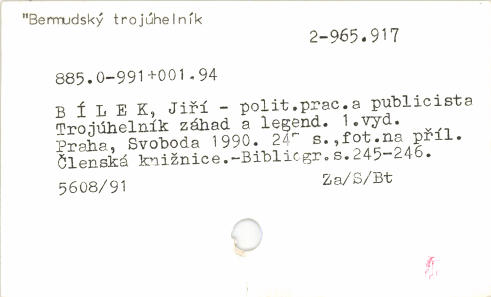 "Bermudský trojúhelník
2-965.917
885.0-991+001.94
B Í L E K, Jiří - polit.prac.a publicista
Trojúhelník záhad a legend. 1.vyd.
Praha, Svoboda 1990. s.,fot.na příl.
Členská knižnice.-Bibliogr.s.245-246.
5608/91 Za/S/Bt